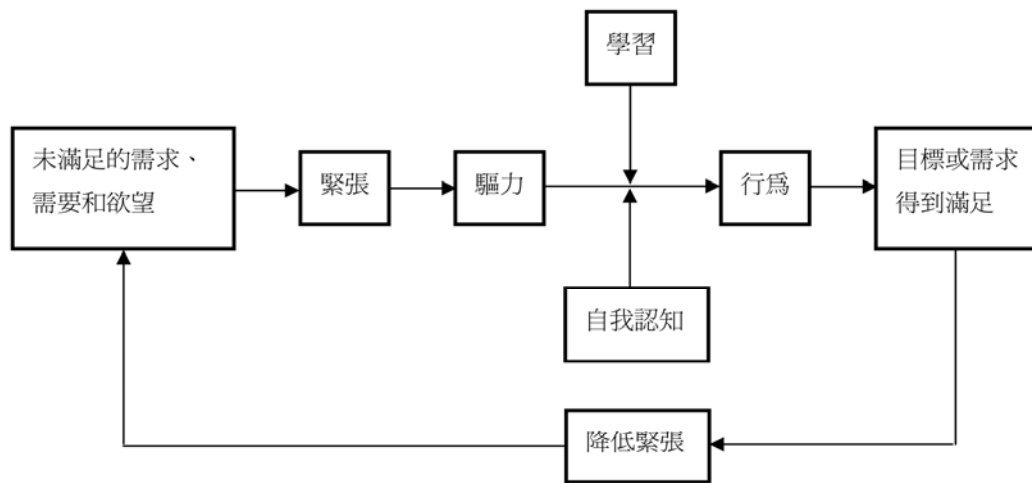 學習
未滿足的需求、
需要和欲望
緊張
驅力
行為
目標或需求
得到滿足
自我認知
降低緊張